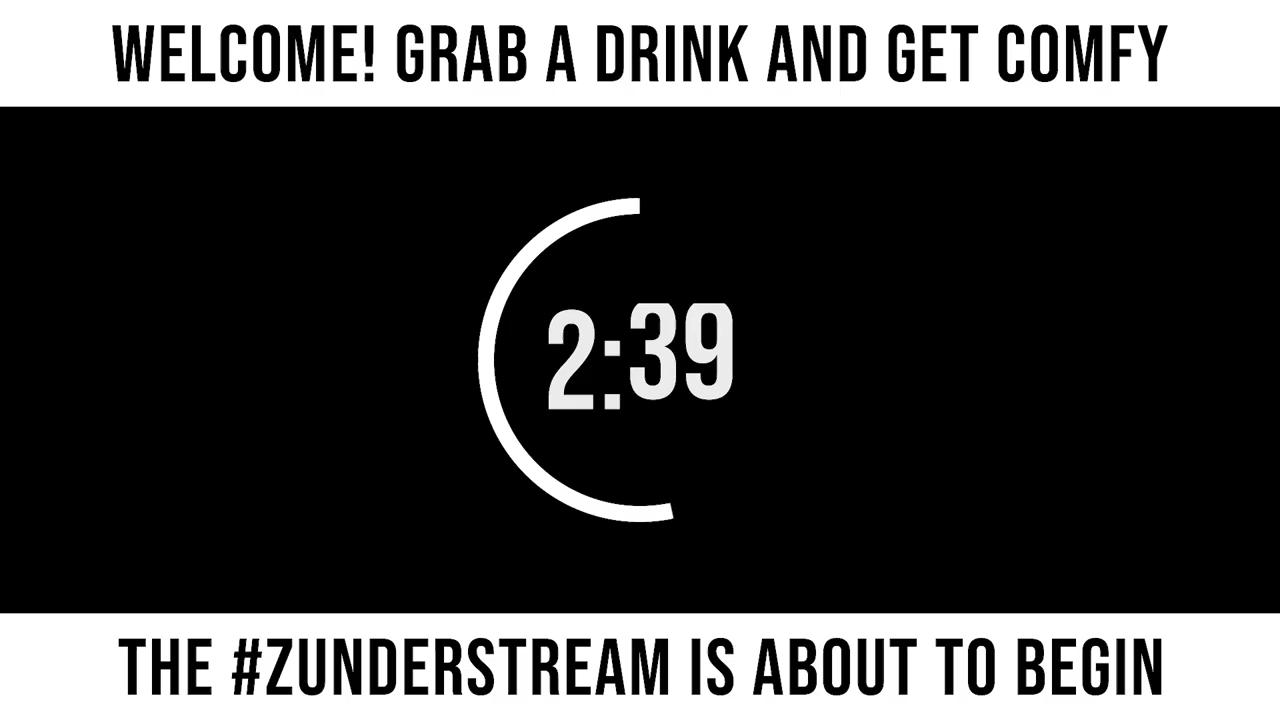 WELCOME! GRAB A DRINK AND GET COMFY
2:39
THE #ZUNDERSTREAM IS ABOUT TO BEGIN